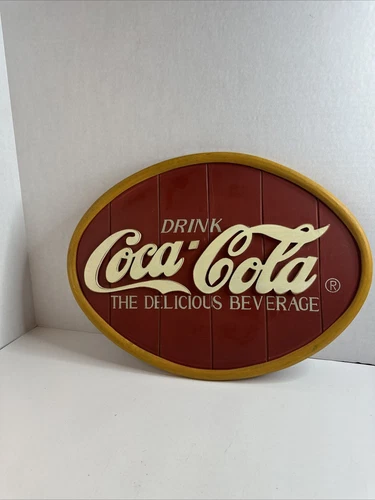 DRINK
Coca-Cola ®
THE DELICIOUS BEVERAGE